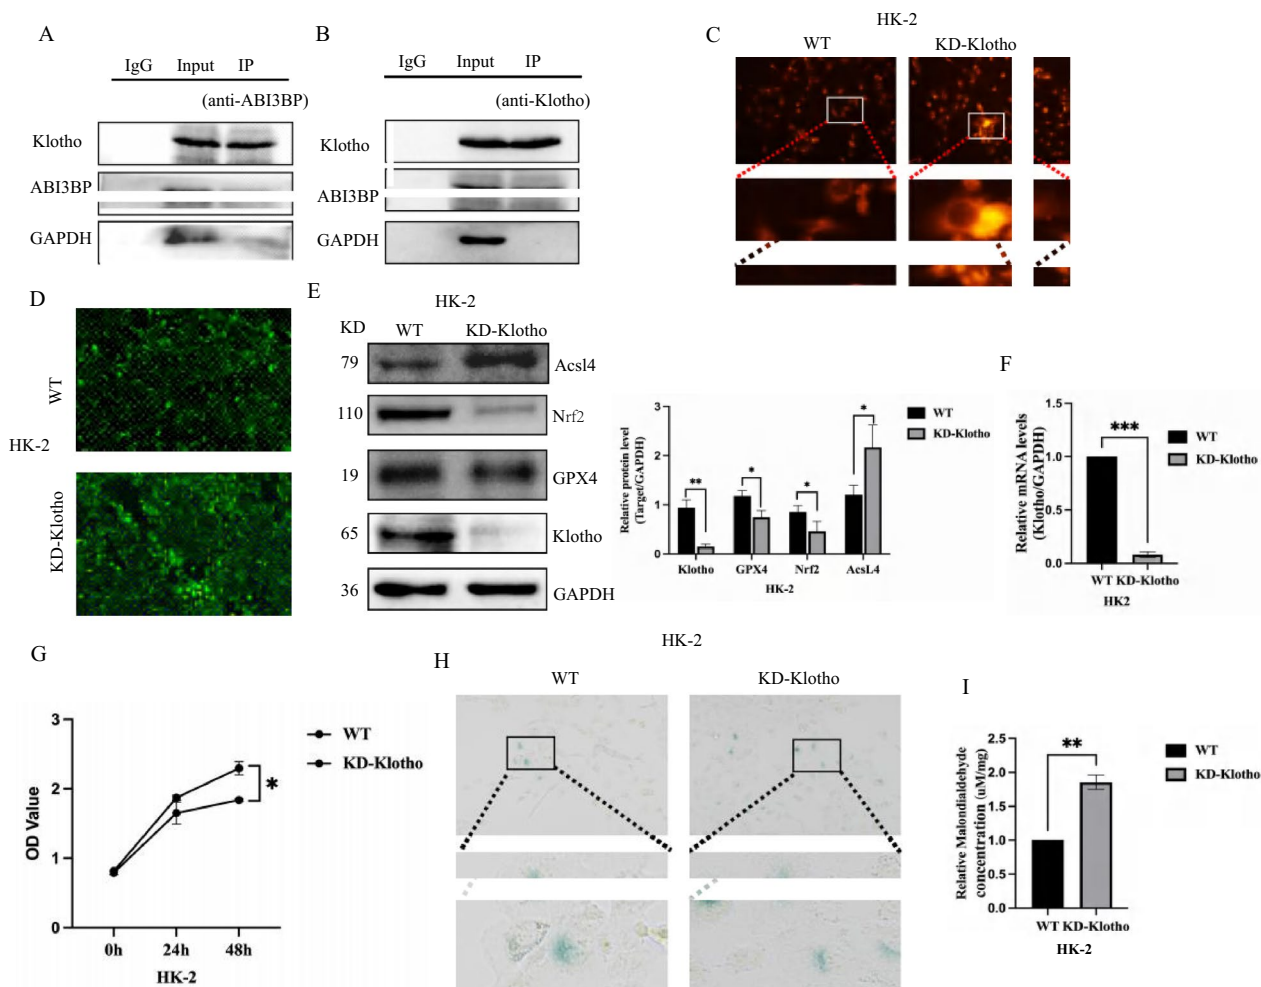 A
IgG Input IP
(anti-ABI3BP)
Klotho
ABI3BP
GAPDH
B
IgG Input IP
(anti-Klotho)
Klotho
ABI3BP
GAPDH
HK-2
C
WT KD-Klotho
D
WT
HK-2
KD-Klotho
E
HK-2
KD WT KD-Klotho
79 Acsl4
110 Nrf2
19 GPX4
65 Klotho
36 GAPDH
Relative protein level
(Target/GAPDH)
3
2
1
0
** * * *
WT
KD-Klotho
Klotho GPX4 Nrf2 AcsL4
HK-2
F
Relative mRNA levels
(Klotho/GAPDH)
1.5
1.0
0.5
0.0
***
WT
KD-Klotho
WT KD-Klotho
HK2
G
OD Value
3
2
1
0
*
WT
KD-Klotho
0h 24h 48h
HK-2
HK-2
H
WT KD-Klotho
I
Relative Malondialdehyde
concentration (uM/mg)
2.5
2.0
1.5
1.0
0.5
0.0
**
WT
KD-Klotho
WT KD-Klotho
HK-2